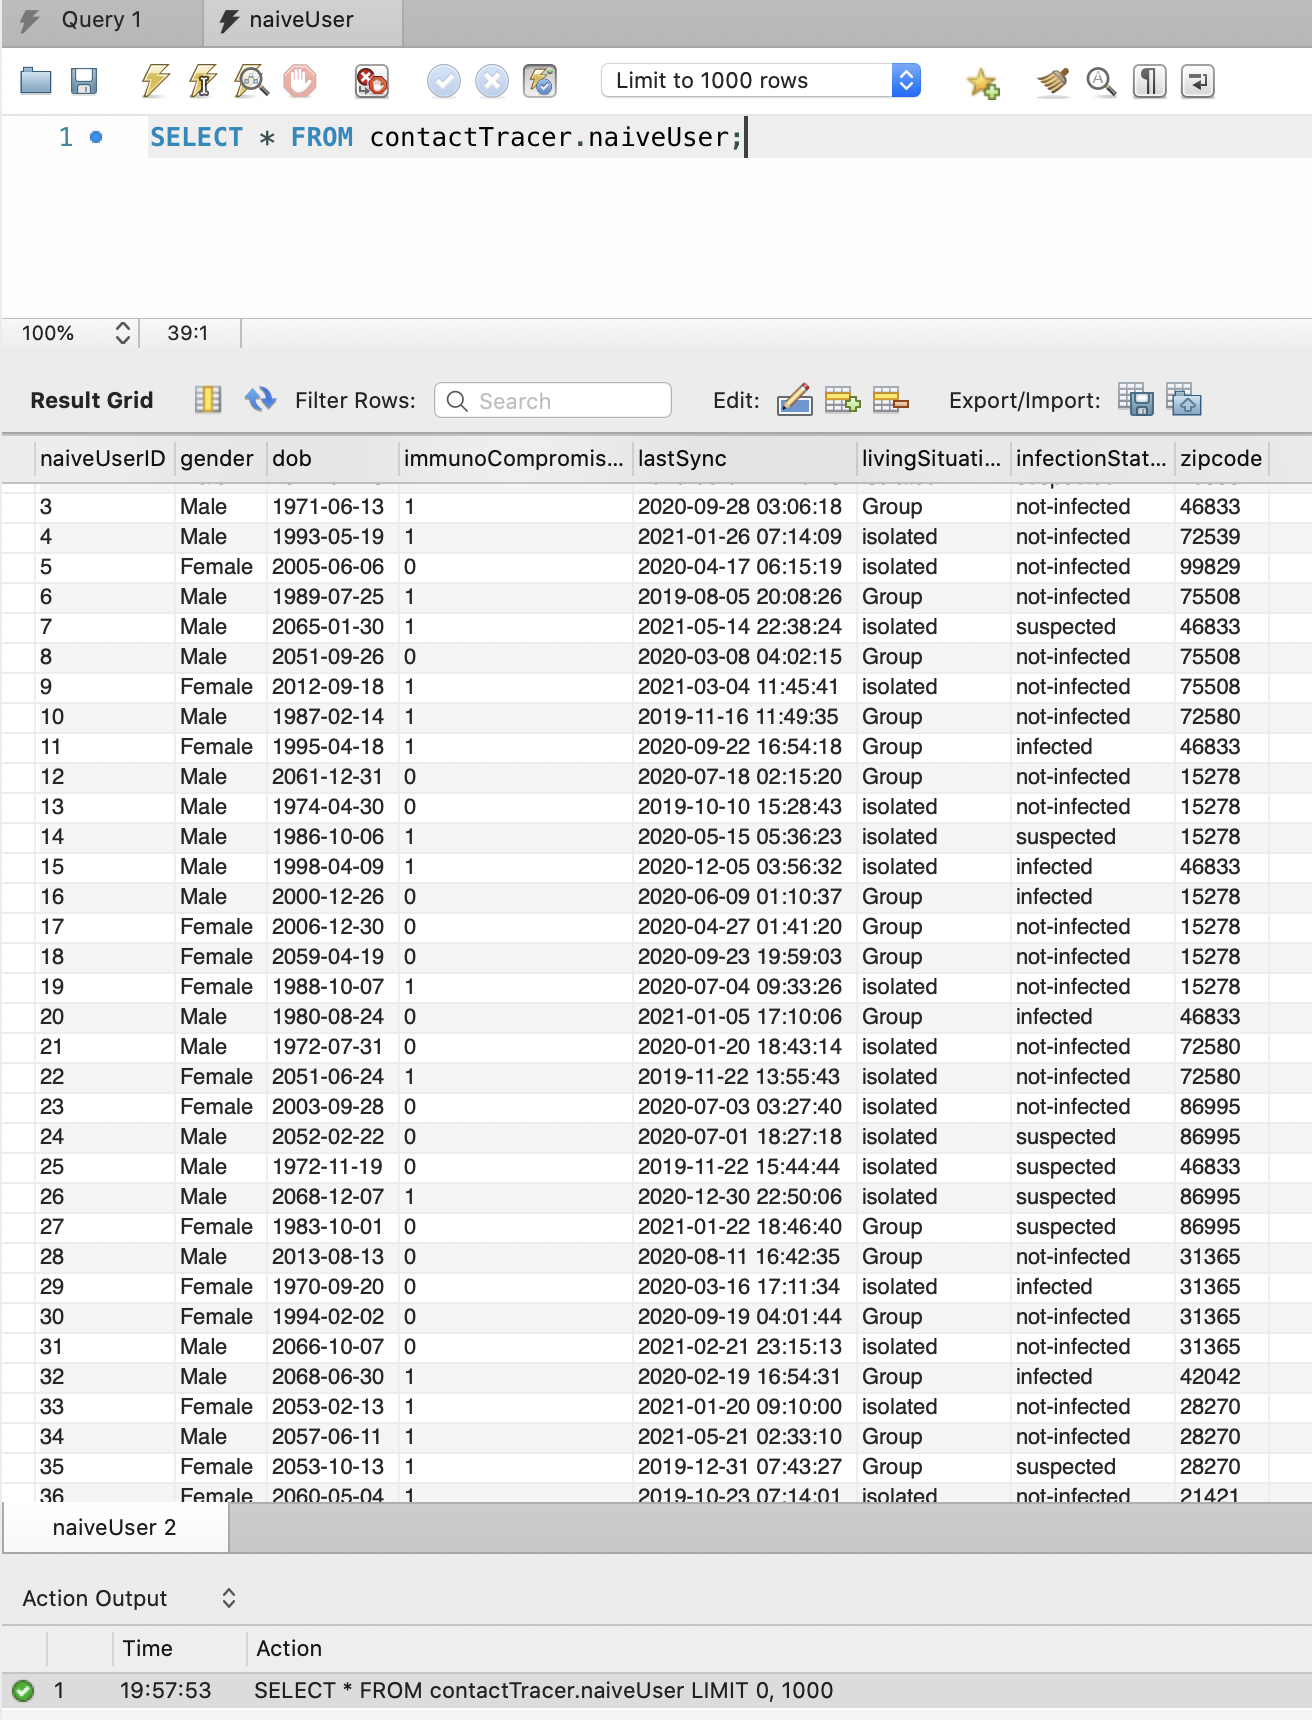 Query 1 naiveUser
Limit to 1000 rows
1 SELECT * FROM contactTracer.naiveUser;
100% 39:1
Result Grid Filter Rows: Search Edit: Export/Import:
naiveUserID gender dob immunoCompromis... lastSync livingSituati... infectionStat... zipcode
3 Male 1971-06-13 1 2020-09-28 03:06:18 Group not-infected 46833
4 Male 1993-05-19 1 2021-01-26 07:14:09 isolated not-infected 72539
5 Female 2005-06-06 0 2020-04-17 06:15:19 isolated not-infected 99829
6 Male 1989-07-25 1 2019-08-05 20:08:26 Group not-infected 75508
7 Male 2065-01-30 1 2021-05-14 22:38:24 isolated suspected 46833
8 Male 2051-09-26 0 2020-03-08 04:02:15 Group not-infected 75508
9 Female 2012-09-18 1 2021-03-04 11:45:41 isolated not-infected 75508
10 Male 1987-02-14 1 2019-11-16 11:49:35 Group not-infected 72580
11 Female 1995-04-18 1 2020-09-22 16:54:18 Group infected 46833
12 Male 2061-12-31 0 2020-07-18 02:15:20 Group not-infected 15278
13 Male 1974-04-30 0 2019-10-10 15:28:43 isolated not-infected 15278
14 Male 1986-10-06 1 2020-05-15 05:36:23 isolated suspected 15278
15 Male 1998-04-09 1 2020-12-05 03:56:32 isolated infected 46833
16 Male 2000-12-26 0 2020-06-09 01:10:37 Group infected 15278
17 Female 2006-12-30 0 2020-04-27 01:41:20 Group not-infected 15278
18 Female 2059-04-19 0 2020-09-23 19:59:03 Group not-infected 15278
19 Female 1988-10-07 1 2020-07-04 09:33:26 isolated not-infected 15278
20 Male 1980-08-24 0 2021-01-05 17:10:06 Group infected 46833
21 Male 1972-07-31 0 2020-01-20 18:43:14 isolated not-infected 72580
22 Female 2051-06-24 1 2019-11-22 13:55:43 isolated not-infected 72580
23 Female 2003-09-28 0 2020-07-03 03:27:40 isolated not-infected 86995
24 Male 2052-02-22 0 2020-07-01 18:27:18 isolated suspected 86995
25 Male 1972-11-19 0 2019-11-22 15:44:44 isolated suspected 46833
26 Male 2068-12-07 1 2020-12-30 22:50:06 isolated suspected 86995
27 Female 1983-10-01 0 2021-01-22 18:46:40 Group suspected 86995
28 Male 2013-08-13 0 2020-08-11 16:42:35 Group not-infected 31365
29 Female 1970-09-20 0 2020-03-16 17:11:34 isolated infected 31365
30 Female 1994-02-02 0 2020-09-19 04:01:44 Group not-infected 31365
31 Male 2066-10-07 0 2021-02-21 23:15:13 isolated not-infected 31365
32 Male 2068-06-30 1 2020-02-19 16:54:31 Group infected 42042
33 Female 2053-02-13 1 2021-01-20 09:10:00 isolated not-infected 28270
34 Male 2057-06-11 1 2021-05-21 02:33:10 Group not-infected 28270
35 Female 2053-10-13 1 2019-12-31 07:43:27 Group suspected 28270
36 Female 2060-05-04 1 2019-10-23 07:14:01 isolated not-infected 21421
naiveUser 2
Action Output
Time Action
1 19:57:53 SELECT * FROM contactTracer.naiveUser LIMIT 0, 1000